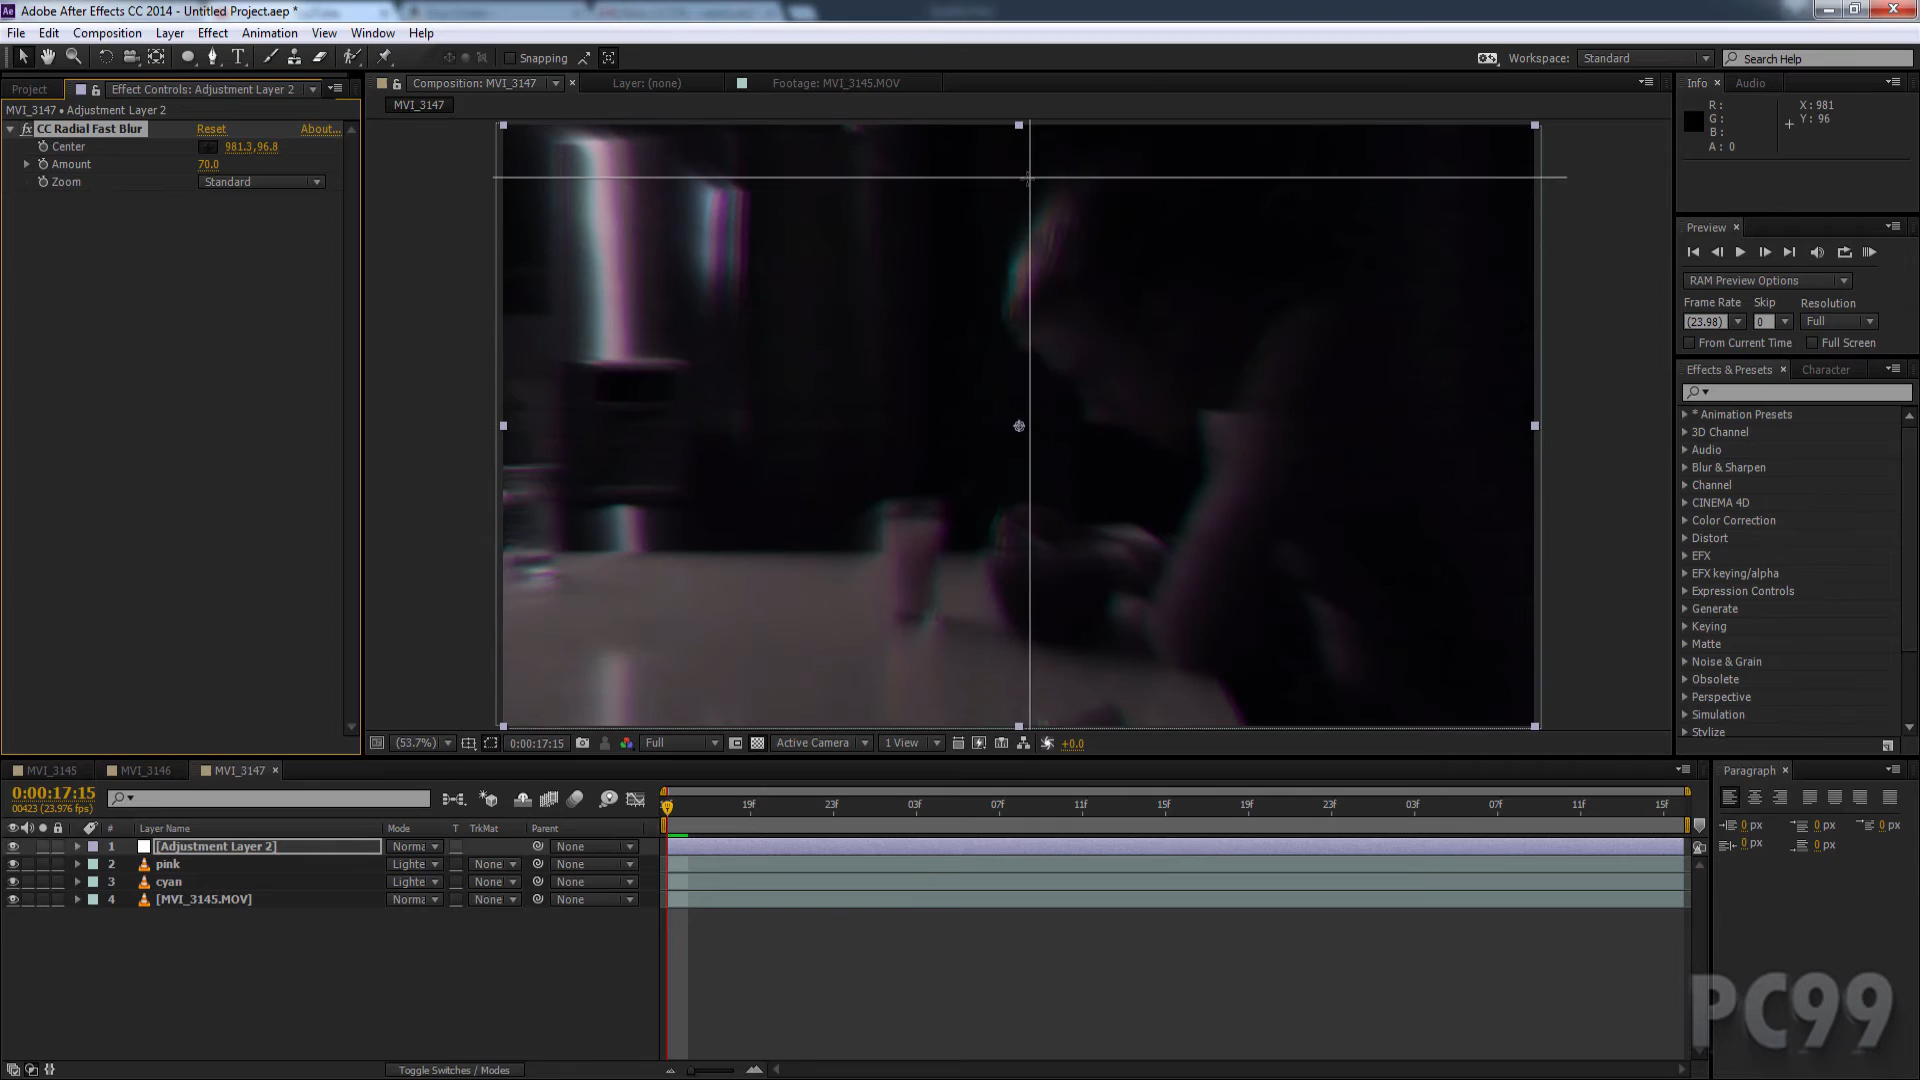 Adobe After Effects CC 2014 - Untitled Project.aep *
File Edit Composition Layer Effect Animation View Window Help
Snapping
Workspace: Standard
Search Help
Project
Effect Controls: Adjustment Layer 2
MVI_3147 • Adjustment Layer 2
fx CC Radial Fast Blur Reset About...
Center 981.3,96.8
Amount 70.0
Zoom Standard
Composition: MVI_3147
Layer: (none)
Footage: MVI_3145.MOV
MVI_3147
(53.7%) 0:00:17:15 Full Active Camera 1 View +0.0
Info Audio
R: X: 981
G: Y: 96
B:
A: 0
Preview
RAM Preview Options
Frame Rate Skip Resolution
(23.98) 0 Full
From Current Time Full Screen
Effects & Presets Character
* Animation Presets
3D Channel
Audio
Blur & Sharpen
Channel
CINEMA 4D
Color Correction
Distort
EFX
EFX keying/alpha
Expression Controls
Generate
Keying
Matte
Noise & Grain
Obsolete
Perspective
Simulation
Stylize
MVI_3145 MVI_3146 MVI_3147
0:00:17:15
00423 (23.976 fps)
# Layer Name Mode T TrkMat Parent
1 [Adjustment Layer 2] Norma None
2 pink Lighte None None
3 cyan Lighte None None
4 [MVI_3145.MOV] Norma None None
19f 23f 03f 07f 11f 15f 19f 23f 03f 07f 11f 15f
Toggle Switches / Modes
Paragraph
0 px 0 px 0 px
0 px 0 px
PC99